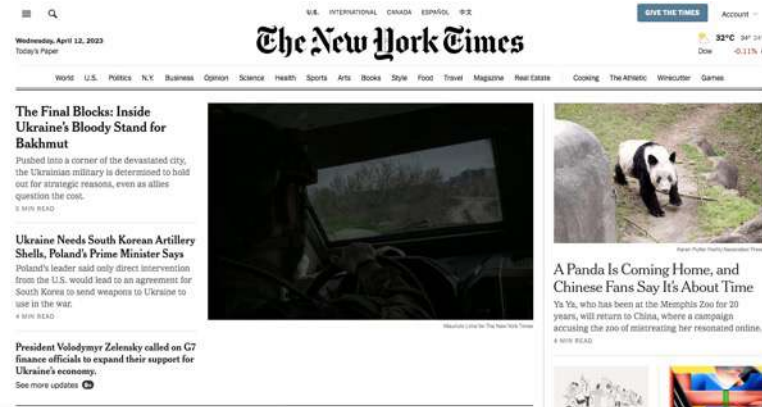 U.S. INTERNATIONAL CANADA ESPAÑOL 中文
GIVE THE TIMES
Account
Wednesday, April 12, 2023
Today's Paper
The New York Times
32°C
Dow -0.11%
World U.S. Politics N.Y. Business Opinion Science Health Sports Arts Books Style Food Travel Magazine Real Estate Cooking The Athletic Wirecutter Games
The Final Blocks: Inside
Ukraine's Bloody Stand for
Bakhmut
Pushed into a corner of the devastated city,
the Ukrainian military is determined to hold
out for strategic reasons, even as allies
question the cost.
MIN READ
Ukraine Needs South Korean Artillery
Shells, Poland's Prime Minister Says
Poland's leader said only direct intervention
from the U.S. would lead to an agreement for
South Korea to send weapons to Ukraine to
use in the war.
4 MIN READ
President Volodymyr Zelensky called on G7
finance officials to expand their support for
Ukraine's economy.
See more updates
Mauricio Lima for The New York Times
A Panda Is Coming Home, and
Chinese Fans Say It's About Time
Ya Ya, who has been at the Memphis Zoo for 20
years, will return to China, where a campaign
accusing the zoo of mistreating her resonated online.
4 MIN READ